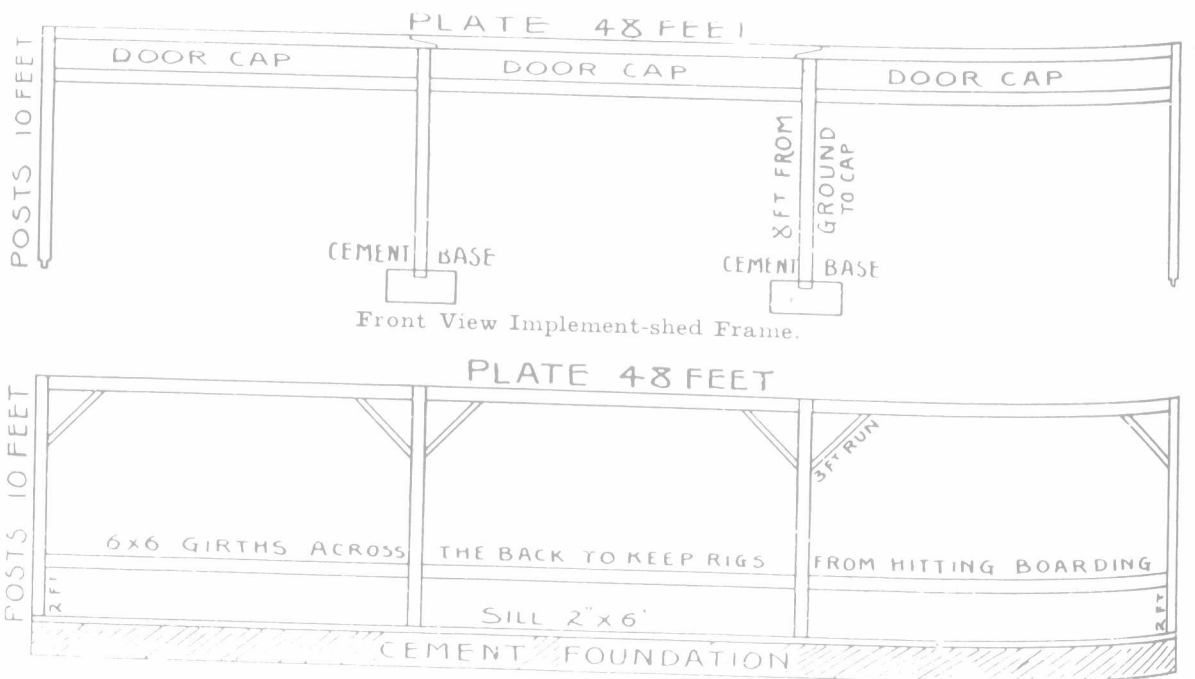 PLATE 48 FEET
DOOR CAP DOOR CAP DOOR CAP
POSTS 10 FEET
8 FT FROM
GROUND
TO CAP
CEMENT BASE CEMENT BASE
Front View Implement-shed Frame.
PLATE 48 FEET
POSTS 10 FEET
3 FT RUN
6x6 GIRTHS ACROSS THE BACK TO KEEP RIGS FROM HITTING BOARDING
2 FT 2 FT
SILL 2"x 6'
CEMENT FOUNDATION